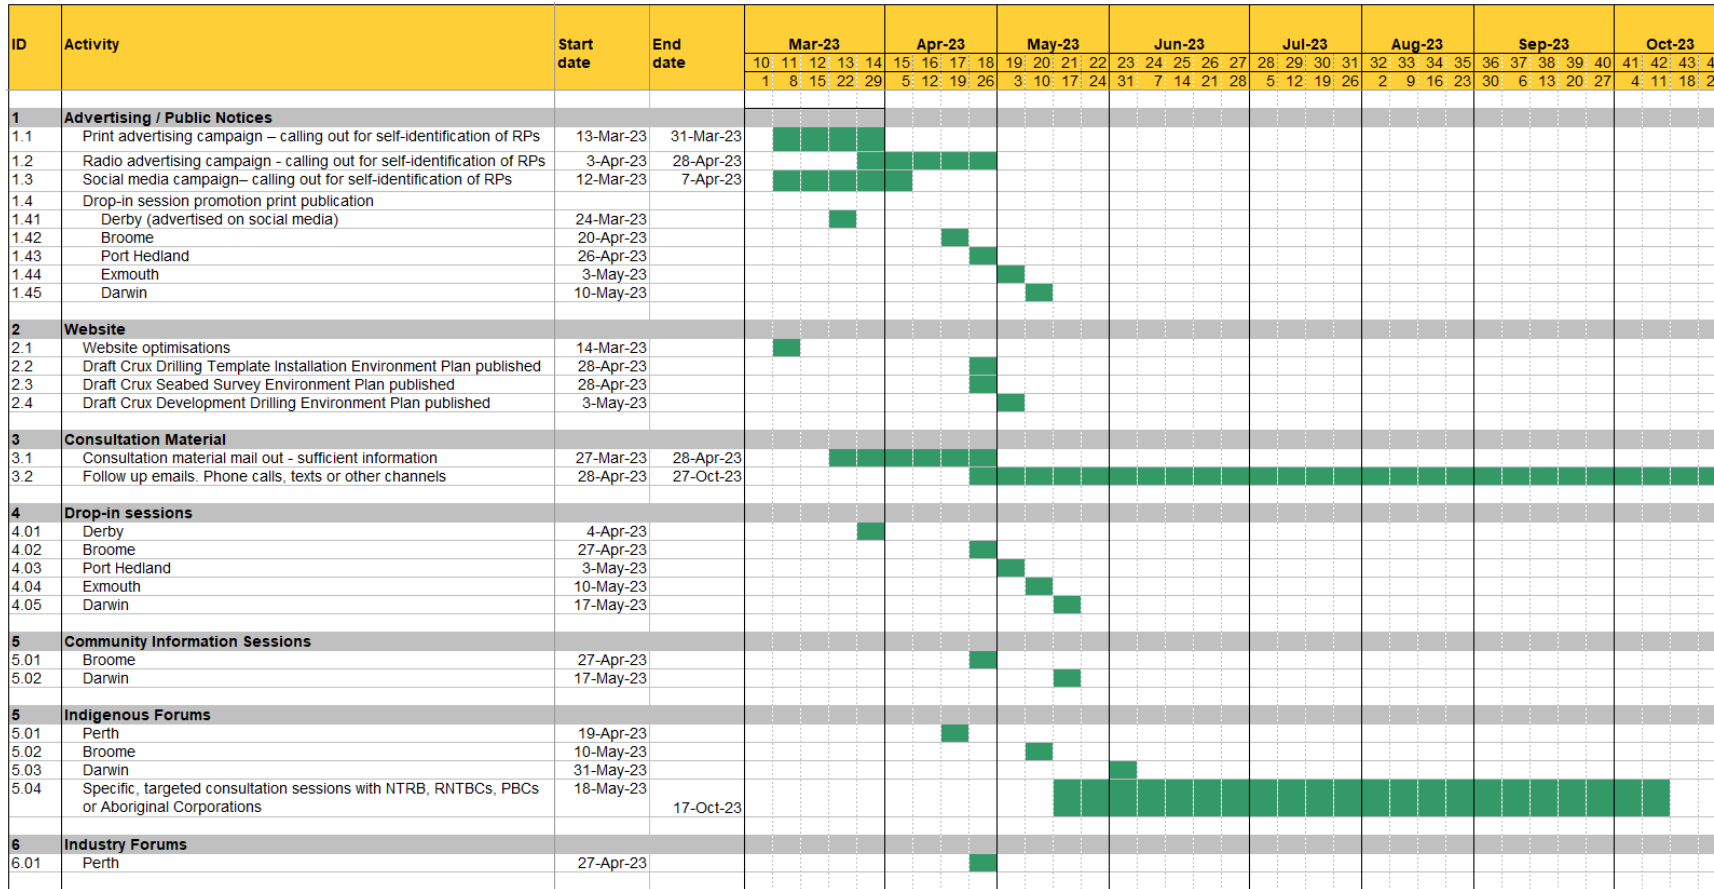 ID Activity Start date End date Mar-23 Apr-23 May-23 Jun-23 Jul-23 Aug-23 Sep-23 Oct-23
10 11 12 13 14 15 16 17 18 19 20 21 22 23 24 25 26 27 28 29 30 31 32 33 34 35 36 37 38 39 40 41 42 43 4
1 8 15 22 29 5 12 19 26 3 10 17 24 31 7 14 21 28 5 12 19 26 2 9 16 23 30 6 13 20 27 4 11 18 2
1 Advertising / Public Notices
1.1 Print advertising campaign – calling out for self-identification of RPs 13-Mar-23 31-Mar-23
1.2 Radio advertising campaign - calling out for self-identification of RPs 3-Apr-23 28-Apr-23
1.3 Social media campaign– calling out for self-identification of RPs 12-Mar-23 7-Apr-23
1.4 Drop-in session promotion print publication
1.41 Derby (advertised on social media) 24-Mar-23
1.42 Broome 20-Apr-23
1.43 Port Hedland 26-Apr-23
1.44 Exmouth 3-May-23
1.45 Darwin 10-May-23
2 Website
2.1 Website optimisations 14-Mar-23
2.2 Draft Crux Drilling Template Installation Environment Plan published 28-Apr-23
2.3 Draft Crux Seabed Survey Environment Plan published 28-Apr-23
2.4 Draft Crux Development Drilling Environment Plan published 3-May-23
3 Consultation Material
3.1 Consultation material mail out - sufficient information 27-Mar-23 28-Apr-23
3.2 Follow up emails. Phone calls, texts or other channels 28-Apr-23 27-Oct-23
4 Drop-in sessions
4.01 Derby 4-Apr-23
4.02 Broome 27-Apr-23
4.03 Port Hedland 3-May-23
4.04 Exmouth 10-May-23
4.05 Darwin 17-May-23
5 Community Information Sessions
5.01 Broome 27-Apr-23
5.02 Darwin 17-May-23
5 Indigenous Forums
5.01 Perth 19-Apr-23
5.02 Broome 10-May-23
5.03 Darwin 31-May-23
5.04 Specific, targeted consultation sessions with NTRB, RNTBCs, PBCs 18-May-23
or Aboriginal Corporations 17-Oct-23
6 Industry Forums
6.01 Perth 27-Apr-23